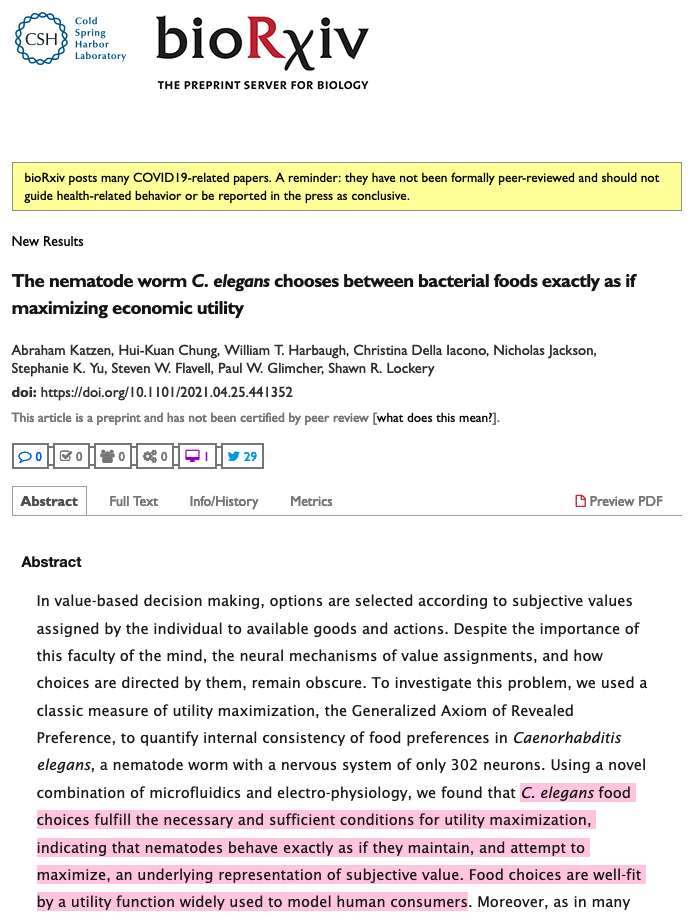 CSH
Cold
Spring
Harbor
Laboratory
bioRχiv
THE PREPRINT SERVER FOR BIOLOGY
bioRxiv posts many COVID19-related papers. A reminder: they have not been formally peer-reviewed and should not
guide health-related behavior or be reported in the press as conclusive.
New Results
The nematode worm C. elegans chooses between bacterial foods exactly as if
maximizing economic utility
Abraham Katzen, Hui-Kuan Chung, William T. Harbaugh, Christina Della Iacono, Nicholas Jackson,
Stephanie K. Yu, Steven W. Flavell, Paul W. Glimcher, Shawn R. Lockery
doi: https://doi.org/10.1101/2021.04.25.441352
This article is a preprint and has not been certified by peer review [what does this mean?].
0 0 0 0 1 29
Abstract Full Text Info/History Metrics Preview PDF
Abstract
In value-based decision making, options are selected according to subjective values
assigned by the individual to available goods and actions. Despite the importance of
this faculty of the mind, the neural mechanisms of value assignments, and how
choices are directed by them, remain obscure. To investigate this problem, we used a
classic measure of utility maximization, the Generalized Axiom of Revealed
Preference, to quantify internal consistency of food preferences in Caenorhabditis
elegans, a nematode worm with a nervous system of only 302 neurons. Using a novel
combination of microfluidics and electro-physiology, we found that C. elegans food
choices fulfill the necessary and sufficient conditions for utility maximization,
indicating that nematodes behave exactly as if they maintain, and attempt to
maximize, an underlying representation of subjective value. Food choices are well-fit
by a utility function widely used to model human consumers. Moreover, as in many